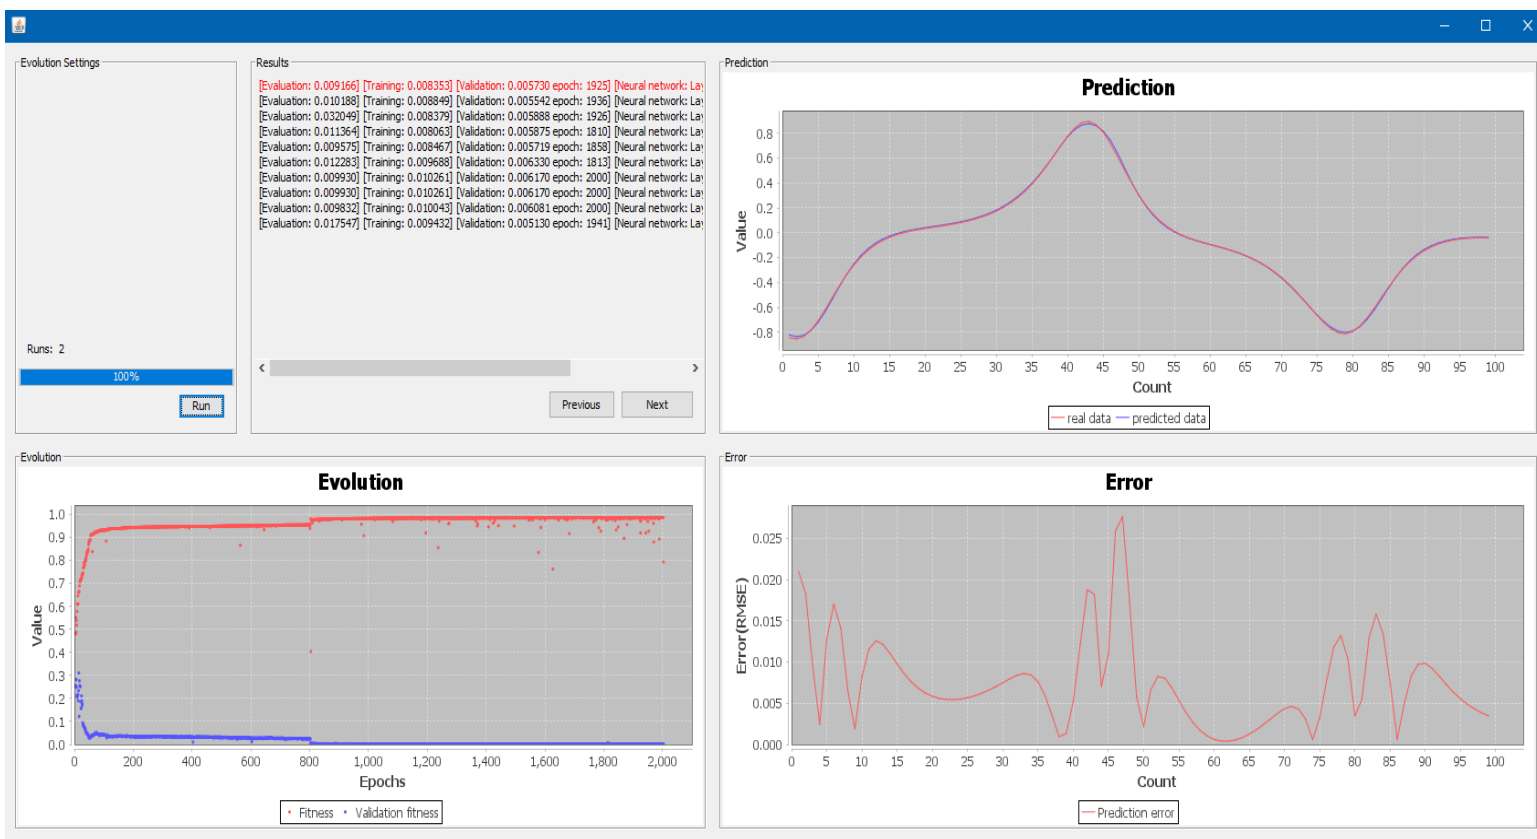 Evolution Settings
Runs: 2
100%
Run
Results
[Evaluation: 0.009166] [Training: 0.008353] [Validation: 0.005730 epoch: 1925] [Neural network: Lay
[Evaluation: 0.010188] [Training: 0.008849] [Validation: 0.005542 epoch: 1936] [Neural network: Lay
[Evaluation: 0.032049] [Training: 0.008379] [Validation: 0.005888 epoch: 1926] [Neural network: Lay
[Evaluation: 0.011364] [Training: 0.008063] [Validation: 0.005875 epoch: 1810] [Neural network: Lay
[Evaluation: 0.009575] [Training: 0.008467] [Validation: 0.005719 epoch: 1858] [Neural network: Lay
[Evaluation: 0.012283] [Training: 0.009688] [Validation: 0.006330 epoch: 1813] [Neural network: Lay
[Evaluation: 0.009930] [Training: 0.010261] [Validation: 0.006170 epoch: 2000] [Neural network: Lay
[Evaluation: 0.009930] [Training: 0.010261] [Validation: 0.006170 epoch: 2000] [Neural network: Lay
[Evaluation: 0.009832] [Training: 0.010043] [Validation: 0.006081 epoch: 2000] [Neural network: Lay
[Evaluation: 0.017547] [Training: 0.009432] [Validation: 0.005130 epoch: 1941] [Neural network: Lay
Previous Next
Prediction
Prediction
0.8
0.6
0.4
0.2
0.0
-0.2
-0.4
-0.6
-0.8
Value
0 5 10 15 20 25 30 35 40 45 50 55 60 65 70 75 80 85 90 95 100
Count
real data predicted data
Evolution
Evolution
1.0
0.9
0.8
0.7
0.6
0.5
0.4
0.3
0.2
0.1
0.0
Value
0 200 400 600 800 1,000 1,200 1,400 1,600 1,800 2,000
Epochs
Fitness Validation fitness
Error
Error
0.025
0.020
0.015
0.010
0.005
0.000
Error(RMSE)
0 5 10 15 20 25 30 35 40 45 50 55 60 65 70 75 80 85 90 95 100
Count
Prediction error